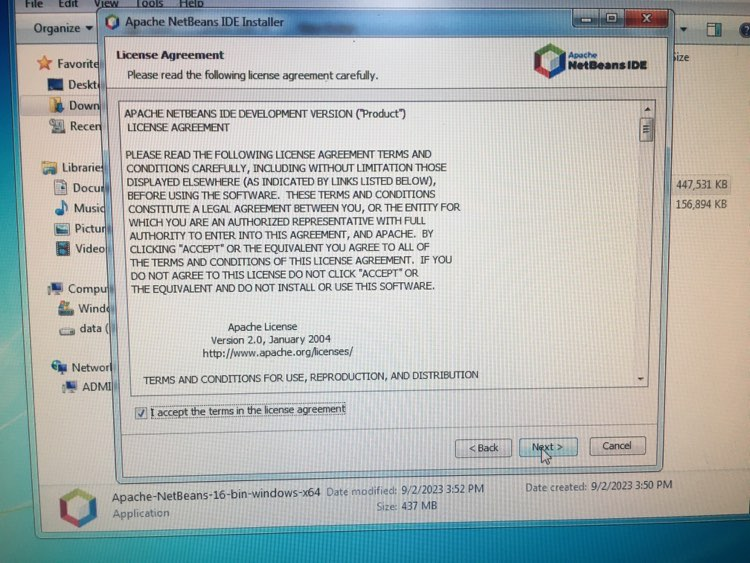 File Edit View Tools Help
Apache NetBeans IDE Installer
Organize
License Agreement
Please read the following license agreement carefully.
Apache
NetBeans IDE
APACHE NETBEANS IDE DEVELOPMENT VERSION ("Product")
LICENSE AGREEMENT
PLEASE READ THE FOLLOWING LICENSE AGREEMENT TERMS AND
CONDITIONS CAREFULLY, INCLUDING WITHOUT LIMITATION THOSE
DISPLAYED ELSEWHERE (AS INDICATED BY LINKS LISTED BELOW),
BEFORE USING THE SOFTWARE. THESE TERMS AND CONDITIONS
CONSTITUTE A LEGAL AGREEMENT BETWEEN YOU, OR THE ENTITY FOR
WHICH YOU ARE AN AUTHORIZED REPRESENTATIVE WITH FULL
AUTHORITY TO ENTER INTO THIS AGREEMENT, AND APACHE. BY
CLICKING "ACCEPT" OR THE EQUIVALENT YOU AGREE TO ALL OF
THE TERMS AND CONDITIONS OF THIS LICENSE AGREEMENT. IF YOU
DO NOT AGREE TO THIS LICENSE DO NOT CLICK "ACCEPT" OR
THE EQUIVALENT AND DO NOT INSTALL OR USE THIS SOFTWARE.
Apache License
Version 2.0, January 2004
http://www.apache.org/licenses/
TERMS AND CONDITIONS FOR USE, REPRODUCTION, AND DISTRIBUTION
I accept the terms in the license agreement
< Back
Next >
Cancel
Favorite
Deskt
Down
Recen
Librarie
Docu
Music
Pictur
Video
Compu
Windo
data (
Networ
ADMI
Size
447,531 KB
156,894 KB
Apache-NetBeans-16-bin-windows-x64 Date modified: 9/2/2023 3:52 PM Date created: 9/2/2023 3:50 PM
Application Size: 437 MB